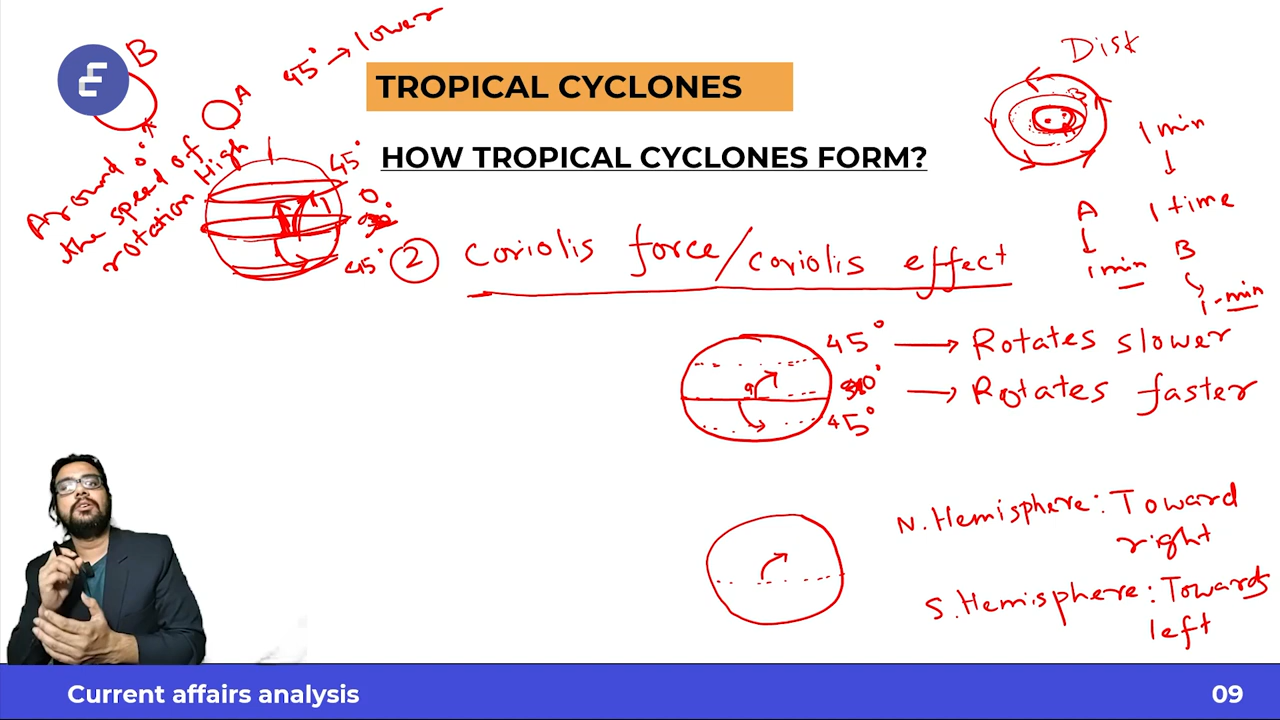 B
A
45° → lower
TROPICAL CYCLONES
Disk
HOW TROPICAL CYCLONES FORM?
Around 0°
the speed of
rotation High
45°
0°
45°
B
1 min
1 time
A
1 min
B
1-min
② Coriolis force/coriolis effect
45° → Rotates slower
0° → Rotates faster
45°
N. Hemisphere: Toward
right
S. Hemisphere: Towards
left
Current affairs analysis
09